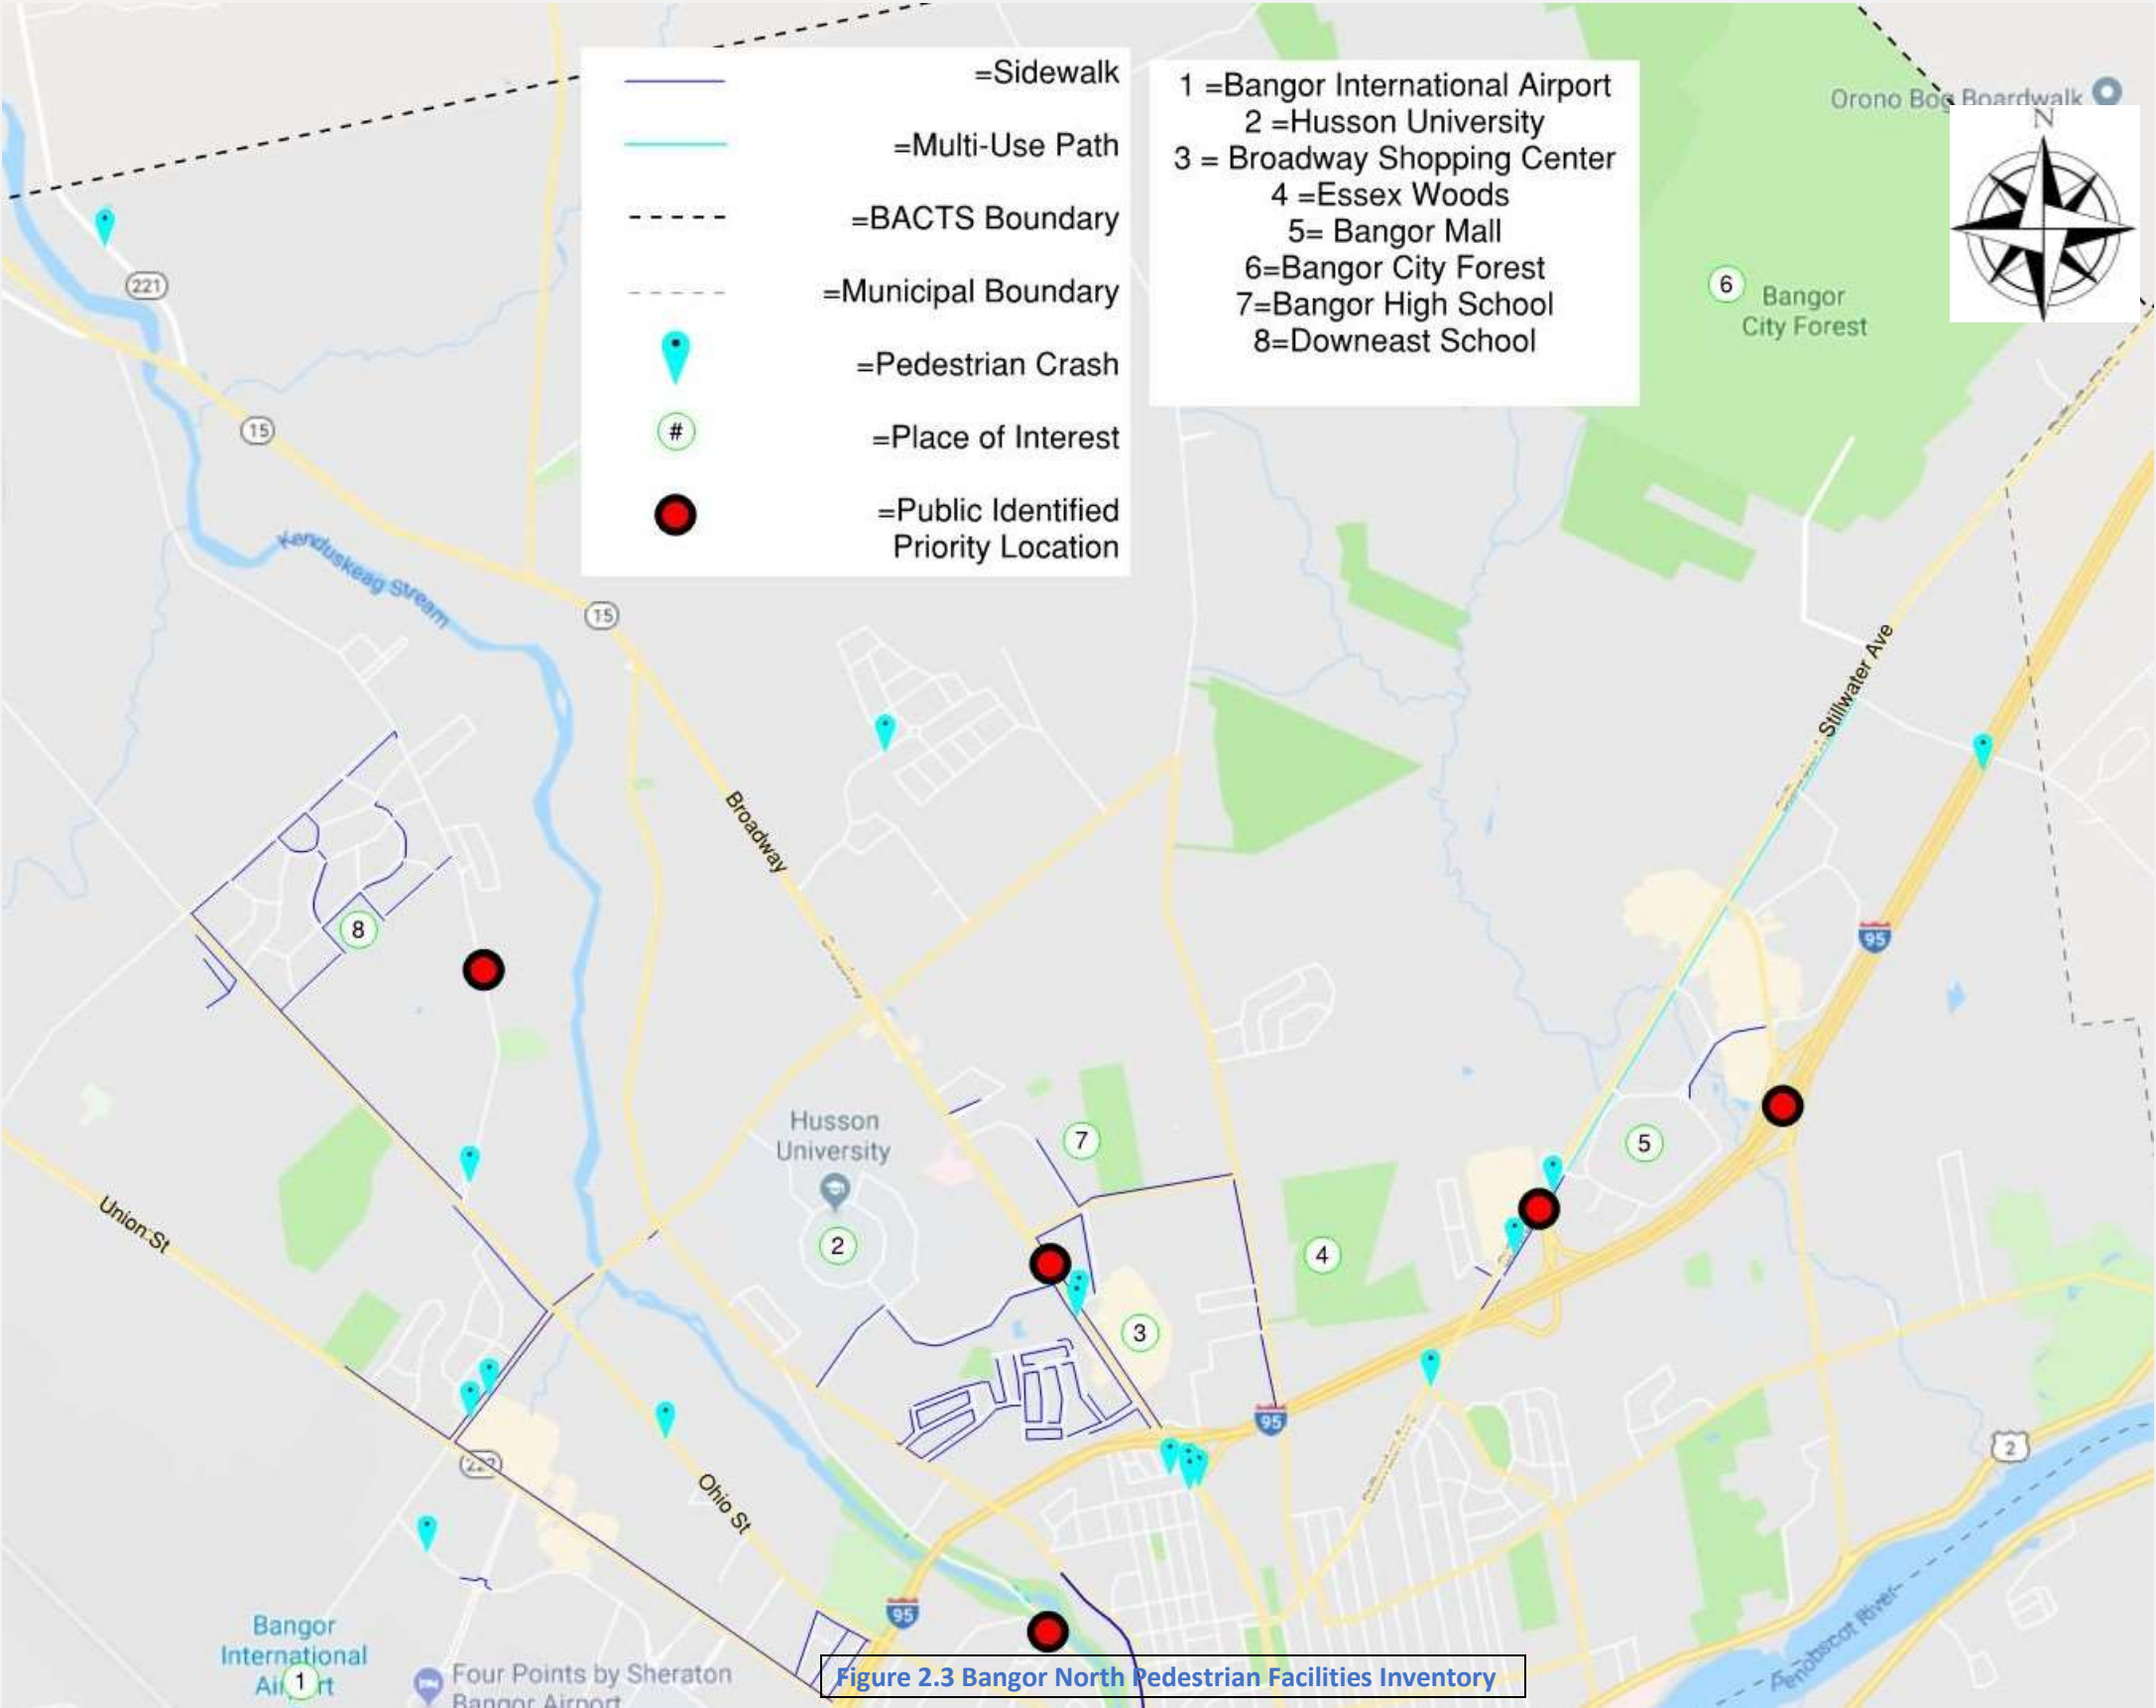 =Sidewalk
=Multi-Use Path
=BACTS Boundary
=Municipal Boundary
=Pedestrian Crash
#
=Place of Interest
=Public Identified
Priority Location
1 =Bangor International Airport
2 =Husson University
3 = Broadway Shopping Center
4 =Essex Woods
5= Bangor Mall
6=Bangor City Forest
7=Bangor High School
8=Downeast School
Orono Bog Boardwalk
N
6
Bangor
City Forest
221
15
Kenduskeag Stream
15
Stillwater Ave
Broadway
8
95
Husson
University
7
5
Union St
2
4
3
95
2
Ohio St
95
Penobscot River
Bangor
International
Airport
1
Four Points by Sheraton
Bangor Airport
Figure 2.3 Bangor North Pedestrian Facilities Inventory